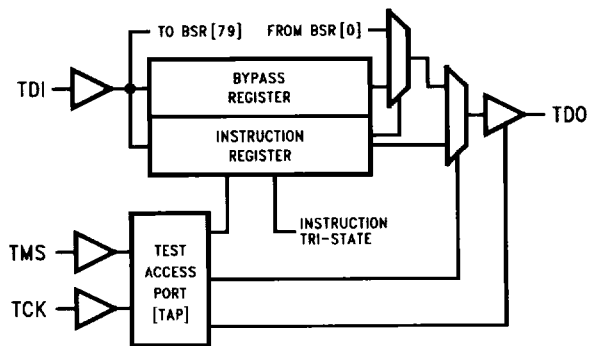 TO BSR[79]
FROM BSR[0]
TDI
BYPASS
REGISTER
TDO
INSTRUCTION
REGISTER
INSTRUCTION
TRI-STATE
TMS
TEST
ACCESS
PORT
[TAP]
TCK